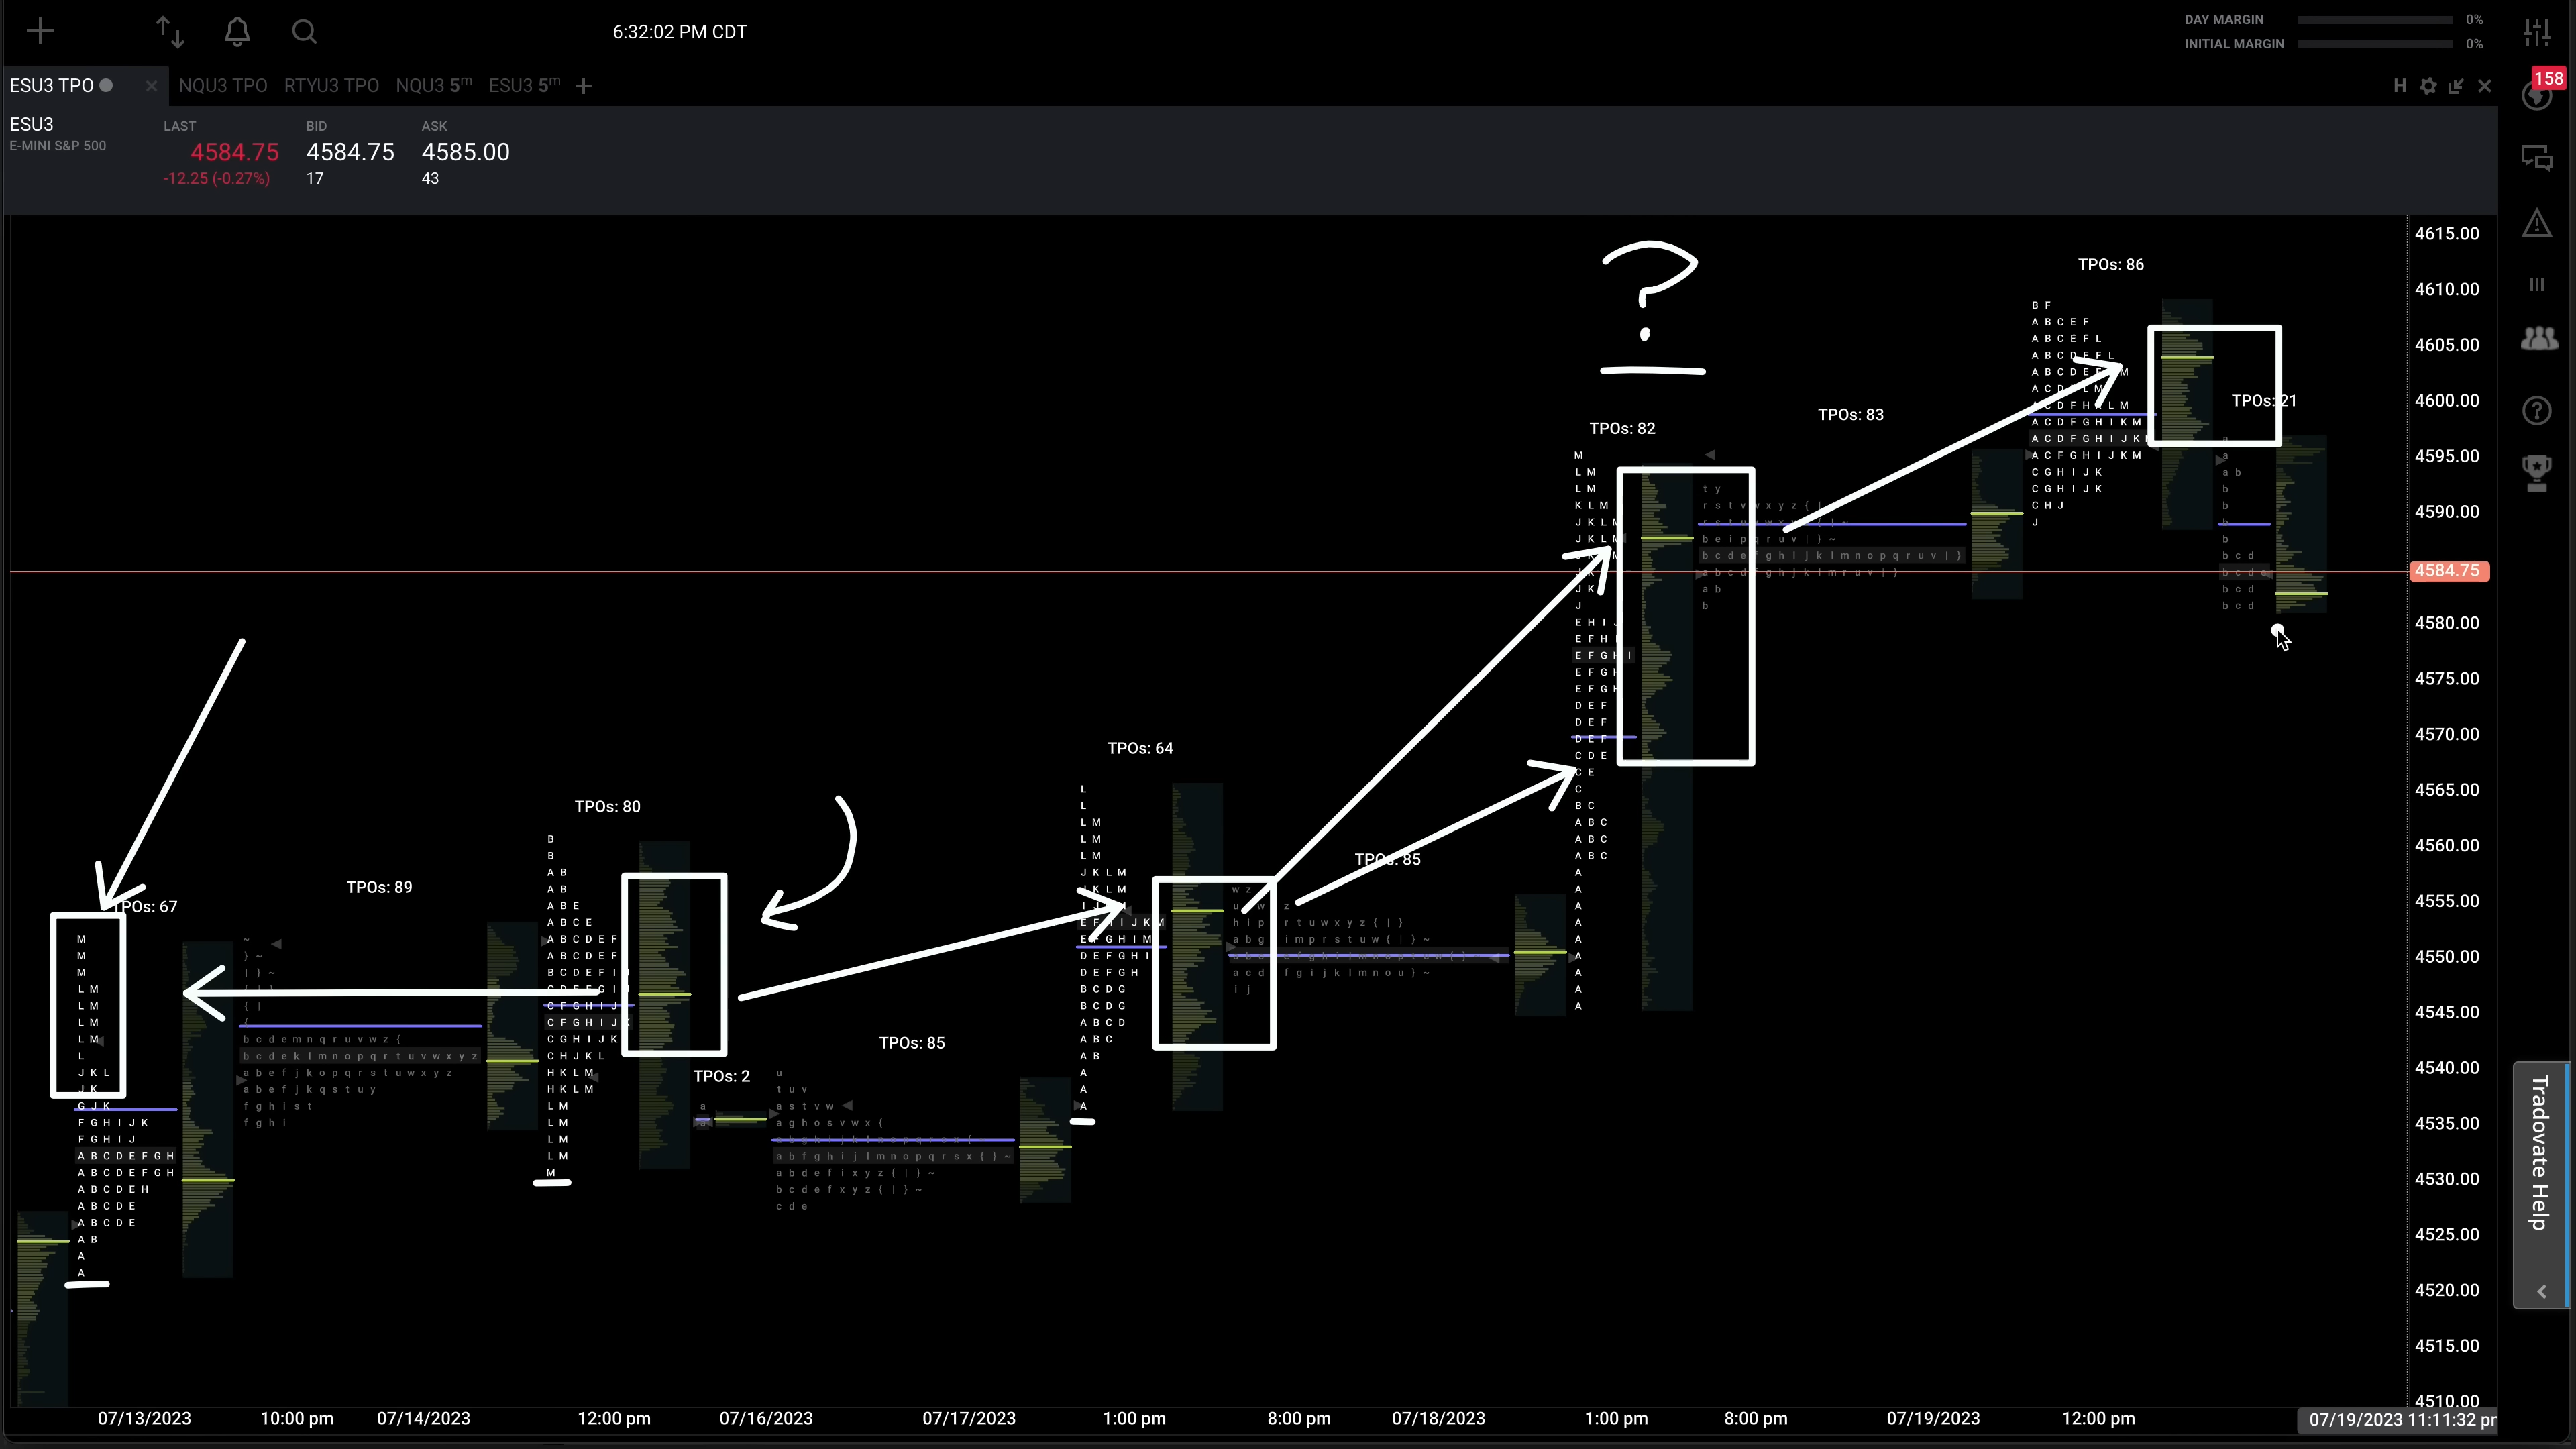 6:32:02 PM CDT
DAY MARGIN 0%
INITIAL MARGIN 0%
ESU3 TPO NQU3 TPO RTYU3 TPO NQU3 5m ESU3 5m
H
158
ESU3
E-MINI S&P 500
LAST BID ASK
4584.75 4584.75 4585.00
-12.25 (-0.27%) 17 43
?
4615.00
4610.00
4605.00
4600.00
4595.00
4590.00
4584.75
4580.00
4575.00
4570.00
4565.00
4560.00
4555.00
4550.00
4545.00
4540.00
4535.00
4530.00
4525.00
4520.00
4515.00
4510.00
TPOs: 67
M
M
M
L M
L M
L M
L M
L
J K L
J K
G J K
F G H I J K
F G H I J
A B C D E F G H
A B C D E F G H
A B C D E H
A B C D E
A B C D E
A B
A
A
TPOs: 89
b c d e m n q r u v w z {
b c d e k l m n o p q r t u v w x y z
a b e f j k o p q r s t u w x y z
a b e f j k q s t u y
f g h i s t
f g h i
TPOs: 80
B
B
A B
A B
A B E
A B C E
A B C D E F
A B C D E F
C G H I J K
C H J K L
H K L M
H K L M
L M
L M
L M
L M
M
TPOs: 2
a
TPOs: 85
u
t u v
a s t v w
a g h o s v w x {
a b f g h i j l m n o p q r s x { } ~
a b d e f i x y z { | } ~
b c d e f x y z { | } ~
c d e
TPOs: 64
L
L
L M
L M
L M
J K L M
D E F G H I
D E F G H
B C D G
B C D G
A B C D
A B C
A B
A
A
A
TPOs: 85
w z
i j
TPOs: 82
M
L M
L M
K L M
J K L M
J K L M
J K
J
E H I J
E F H
E F G H I
E F G H
E F G H
D E F
D E F
D E F
C D E
C E
C
B C
A B C
A B C
A B C
A
A
A
A
A
A
A
A
A
TPOs: 83
t y
b e i p q r u v | } ~
a b
b
TPOs: 86
B F
A B C E F
A B C E F L
A C D F G H I K M
A C D F G H I J K
A C F G H I J K M
C G H I J K
C G H I J K
C H J
J
TPOs: 21
a
a
a b
b
b
b
b
b c d
b c d
b c d
b c d
07/13/2023 10:00 pm 07/14/2023 12:00 pm 07/16/2023 07/17/2023 1:00 pm 8:00 pm 07/18/2023 1:00 pm 8:00 pm 07/19/2023 12:00 pm 07/19/2023 11:11:32 pm
Tradovate Help